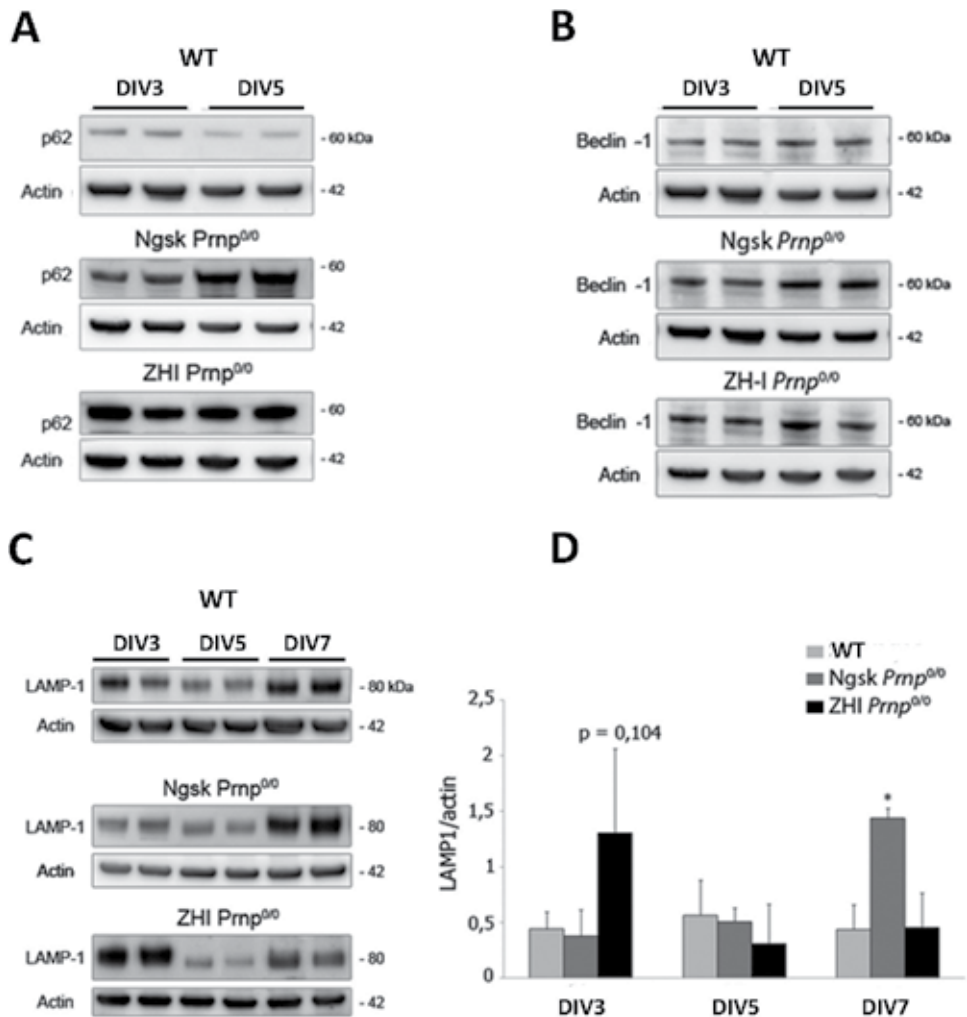 A
WT
DIV3 DIV5
p62 - 60 kDa
Actin - 42
Ngsk Prnp0/0
p62 - 60
Actin - 42
ZHI Prnp0/0
p62 - 60
Actin - 42
B
WT
DIV3 DIV5
Beclin -1 - 60 kDa
Actin - 42
Ngsk Prnp0/0
Beclin -1 - 60 kDa
Actin - 42
ZH-I Prnp0/0
Beclin -1 - 60 kDa
Actin - 42
C
WT
DIV3 DIV5 DIV7
LAMP-1 - 80 kDa
Actin - 42
Ngsk Prnp0/0
LAMP-1 - 80
Actin - 42
ZHI Prnp0/0
LAMP-1 - 80
Actin - 42
D
WT
Ngsk Prnp0/0
ZHI Prnp0/0
LAMP1/actin
2,5
2
1,5
1
0,5
0
p = 0,104
*
DIV3 DIV5 DIV7